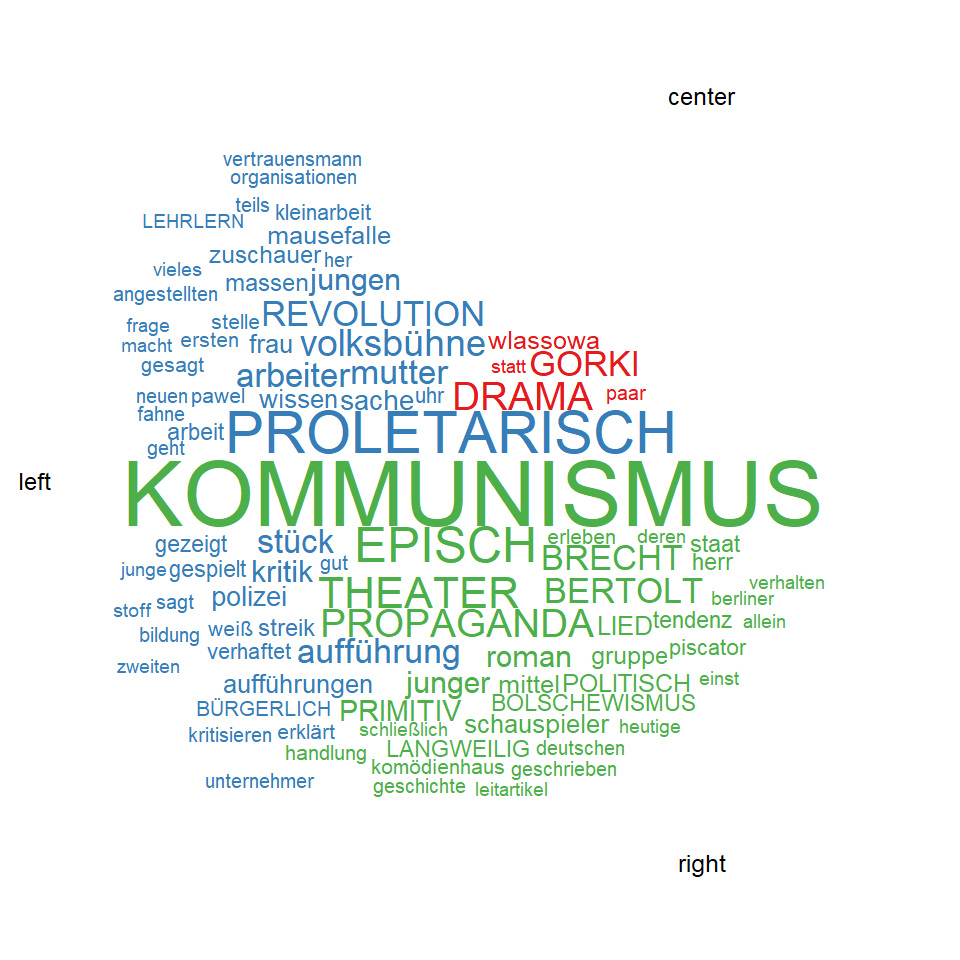 center
vertrauensmann
organisationen
teils kleinarbeit
LEHRLERN
mausefalle
zuschauer her
vieles massen jungen
angestellten
REVOLUTION
frage stelle
macht ersten frau volksbühne wlassowa
gesagt arbeiter mutter statt GORKI
neuen pawel wissen sache uhr DRAMA paar
fahne
arbeit PROLETARISCH
geht
left KOMMUNISMUS
gezeigt stück EPISCH erleben deren staat
junge gespielt kritik gut BRECHT herr
stoff sagt polizei THEATER BERTOLT berliner verhalten
bildung weiß streik PROPAGANDA LIED tendenz allein
zweiten verhaftet aufführung roman gruppe piscator
aufführungen junger mittel POLITISCH einst
BÜRGERLICH PRIMITIV BOLSCHEWISMUS
kritisieren erklärt schließlich schauspieler heutige
handlung LANGWEILIG deutschen
komödienhaus geschrieben
unternehmer geschichte leitartikel
right